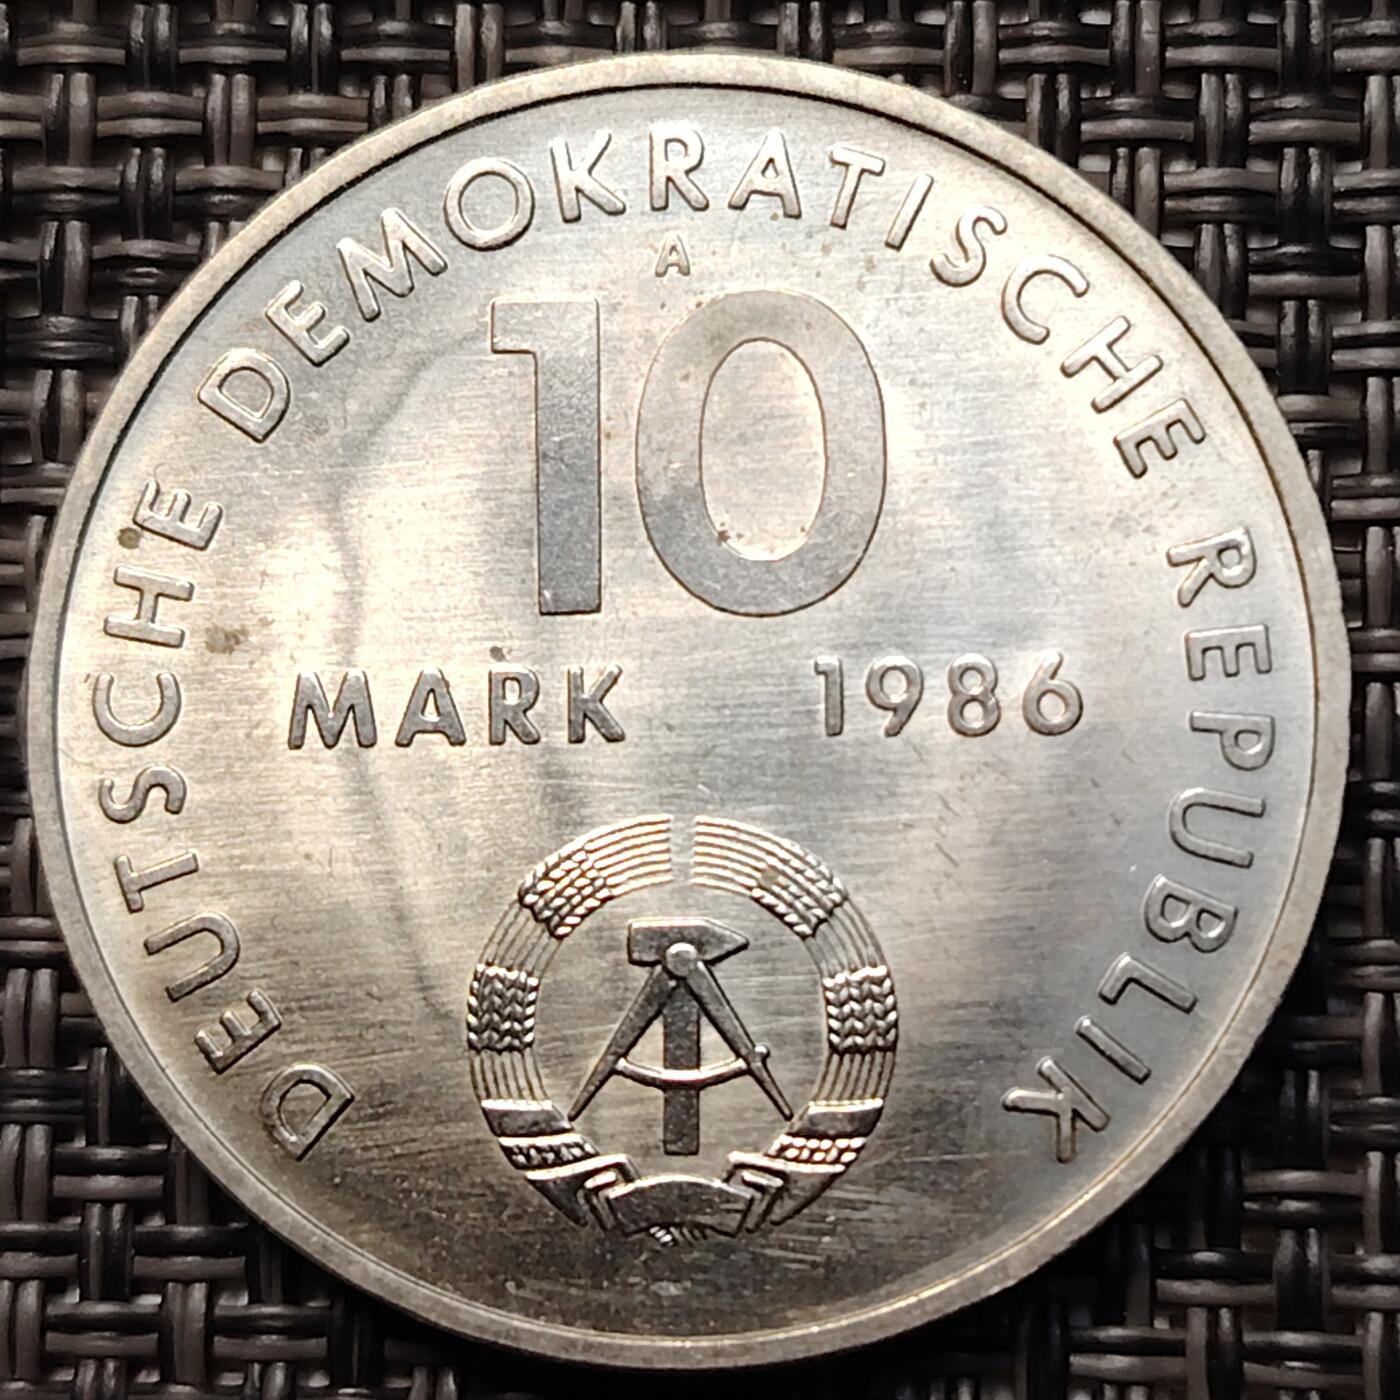 DEUTSCHE DEMOKRATISCHE REPUBLIK
A
10
MARK 1986